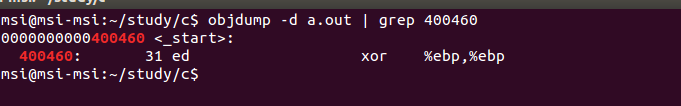 msi@msi-msi:~/study/c$ objdump -d a.out | grep 400460
0000000000400460 <_start>:
  400460:       31 ed                   xor    %ebp,%ebp
msi@msi-msi:~/study/c$